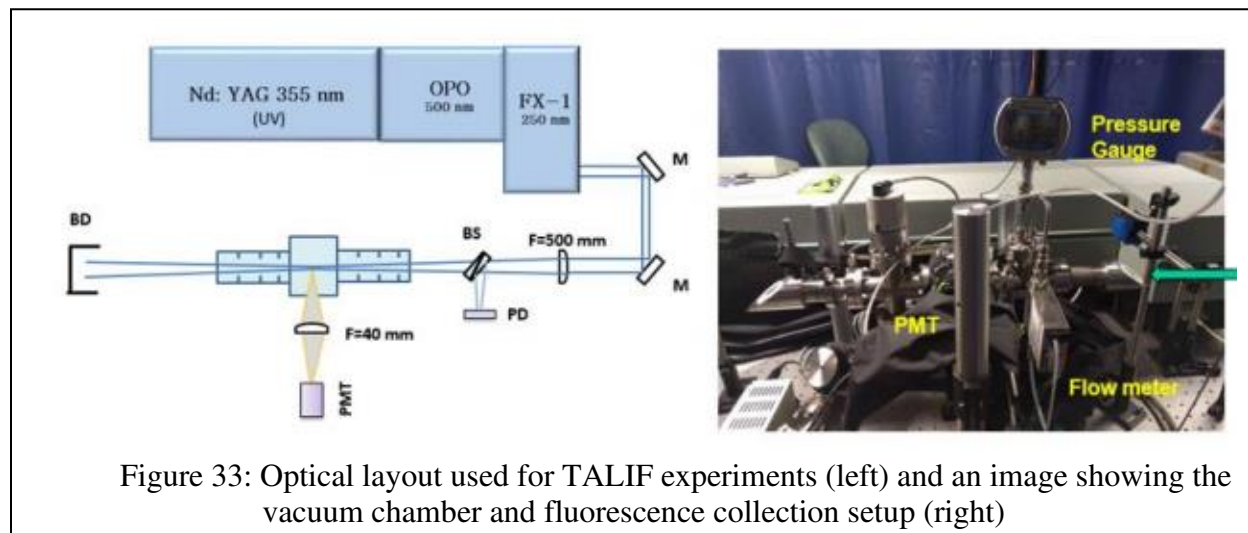 Nd: YAG 355 nm
(UV)
OPO
500 nm
FX-1
250 nm
M
BD
BS
F=500 mm
M
PD
F=40 mm
PMT
Pressure
Gauge
PMT
Flow meter
Figure 33: Optical layout used for TALIF experiments (left) and an image showing the
vacuum chamber and fluorescence collection setup (right)